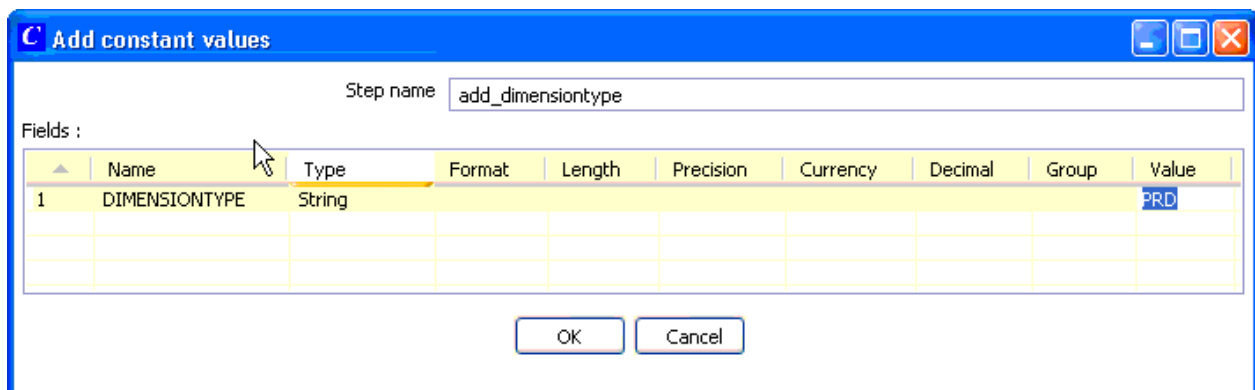 C Add constant values
Step name add_dimensiontype
Fields :
Name Type Format Length Precision Currency Decimal Group Value
1 DIMENSIONTYPE String PRD
OK Cancel